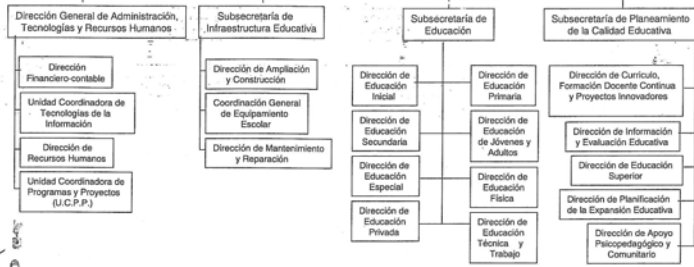 Dirección General de Administración,
Tecnologías y Recursos Humanos
Dirección
Financiero-contable
Unidad Coordinadora de
Tecnologías de la
Información
Dirección de
Recursos Humanos
Unidad Coordinadora de
Programas y Proyectos
(U.C.P.P.)
Subsecretaría de
Infraestructura Educativa
Dirección de Ampliación
y Construcción
Coordinación General
de Equipamiento
Escolar
Dirección de Mantenimiento
y Reparación
Subsecretaría de
Educación
Dirección de
Educación
Inicial
Dirección de
Educación
Primaria
Dirección de
Educación
Secundaria
Dirección de
Educación
de Jóvenes y
Adultos
Dirección de
Educación
Especial
Dirección de
Educación
Física
Dirección de
Educación
Privada
Dirección de
Educación
Técnica y
Trabajo
Subsecretaría de Planeamiento
de la Calidad Educativa
Dirección de Currículo,
Formación Docente Continua
y Proyectos Innovadores
Dirección de Información
y Evaluación Educativa
Dirección de Educación
Superior
Dirección de Planificación
de la Expansión Educativa
Dirección de Apoyo
Psicopedagógico y
Comunitario